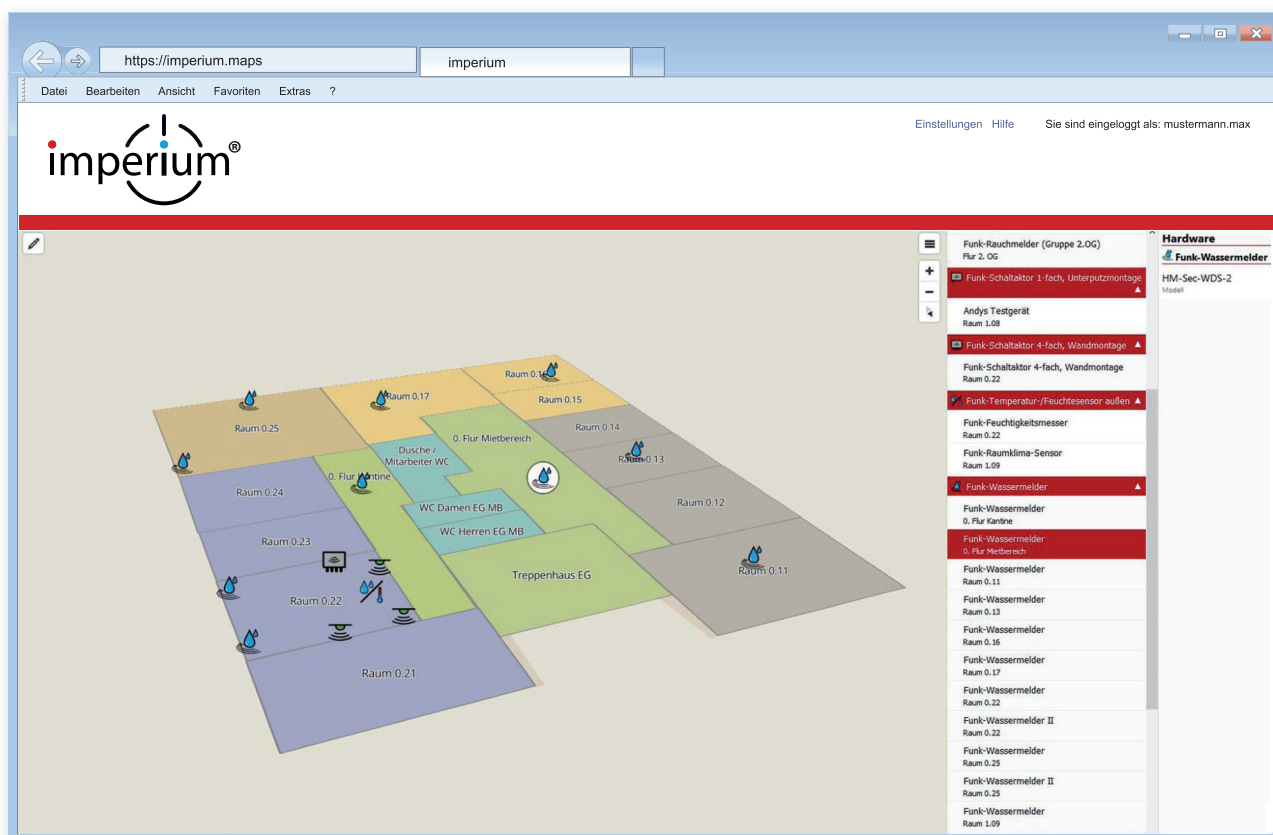 https://imperium.maps
imperium
Datei Bearbeiten Ansicht Favoriten Extras ?
imperium®
Einstellungen Hilfe Sie sind eingeloggt als: mustermann.max
Raum 0.16
Raum 0.17
Raum 0.15
Raum 0.25
Raum 0.14
0. Flur Mietbereich
Dusche /
Mitarbeiter WC
Raum 0.13
0. Flur Kantine
Raum 0.24
Raum 0.12
WC Damen EG MB
WC Herren EG MB
Raum 0.23
Raum 0.11
Treppenhaus EG
Raum 0.22
Raum 0.21
Funk-Rauchmelder (Gruppe 2.OG)
Flur 2. OG
Funk-Schaltaktor 1-fach, Unterputzmontage
Andys Testgerät
Raum 1.08
Funk-Schaltaktor 4-fach, Wandmontage
Funk-Schaltaktor 4-fach, Wandmontage
Raum 0.22
Funk-Temperatur-/Feuchtesensor außen
Funk-Feuchtigkeitsmesser
Raum 0.22
Funk-Raumklima-Sensor
Raum 1.09
Funk-Wassermelder
Funk-Wassermelder
0. Flur Kantine
Funk-Wassermelder
0. Flur Mietbereich
Funk-Wassermelder
Raum 0.11
Funk-Wassermelder
Raum 0.13
Funk-Wassermelder
Raum 0.16
Funk-Wassermelder
Raum 0.17
Funk-Wassermelder
Raum 0.22
Funk-Wassermelder II
Raum 0.22
Funk-Wassermelder
Raum 0.25
Funk-Wassermelder II
Raum 0.25
Funk-Wassermelder
Raum 1.09
Hardware
Funk-Wassermelder
HM-Sec-WDS-2
Modell